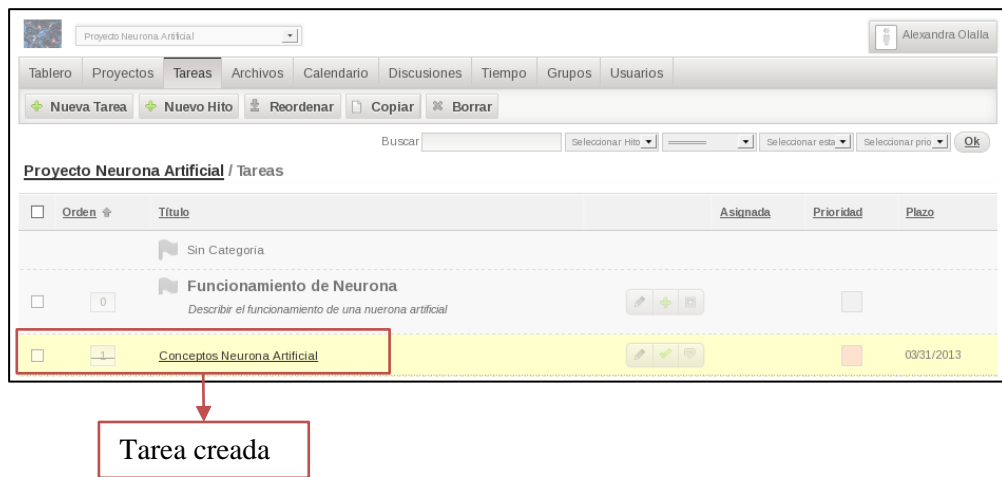 Proyecto Neurona Artificial
Alexandra Olalla
Tablero Proyectos Tareas Archivos Calendario Discusiones Tiempo Grupos Usuarios
Nueva Tarea Nuevo Hito Reordenar Copiar Borrar
Buscar Seleccionar Hito Seleccionar esta Seleccionar prio Ok
Proyecto Neurona Artificial / Tareas
Orden Título Asignada Prioridad Plazo
Sin Categoria
Funcionamiento de Neurona
0
Describir el funcionamiento de una nuerona artificial
1 Conceptos Neurona Artificial 03/31/2013
Tarea creada